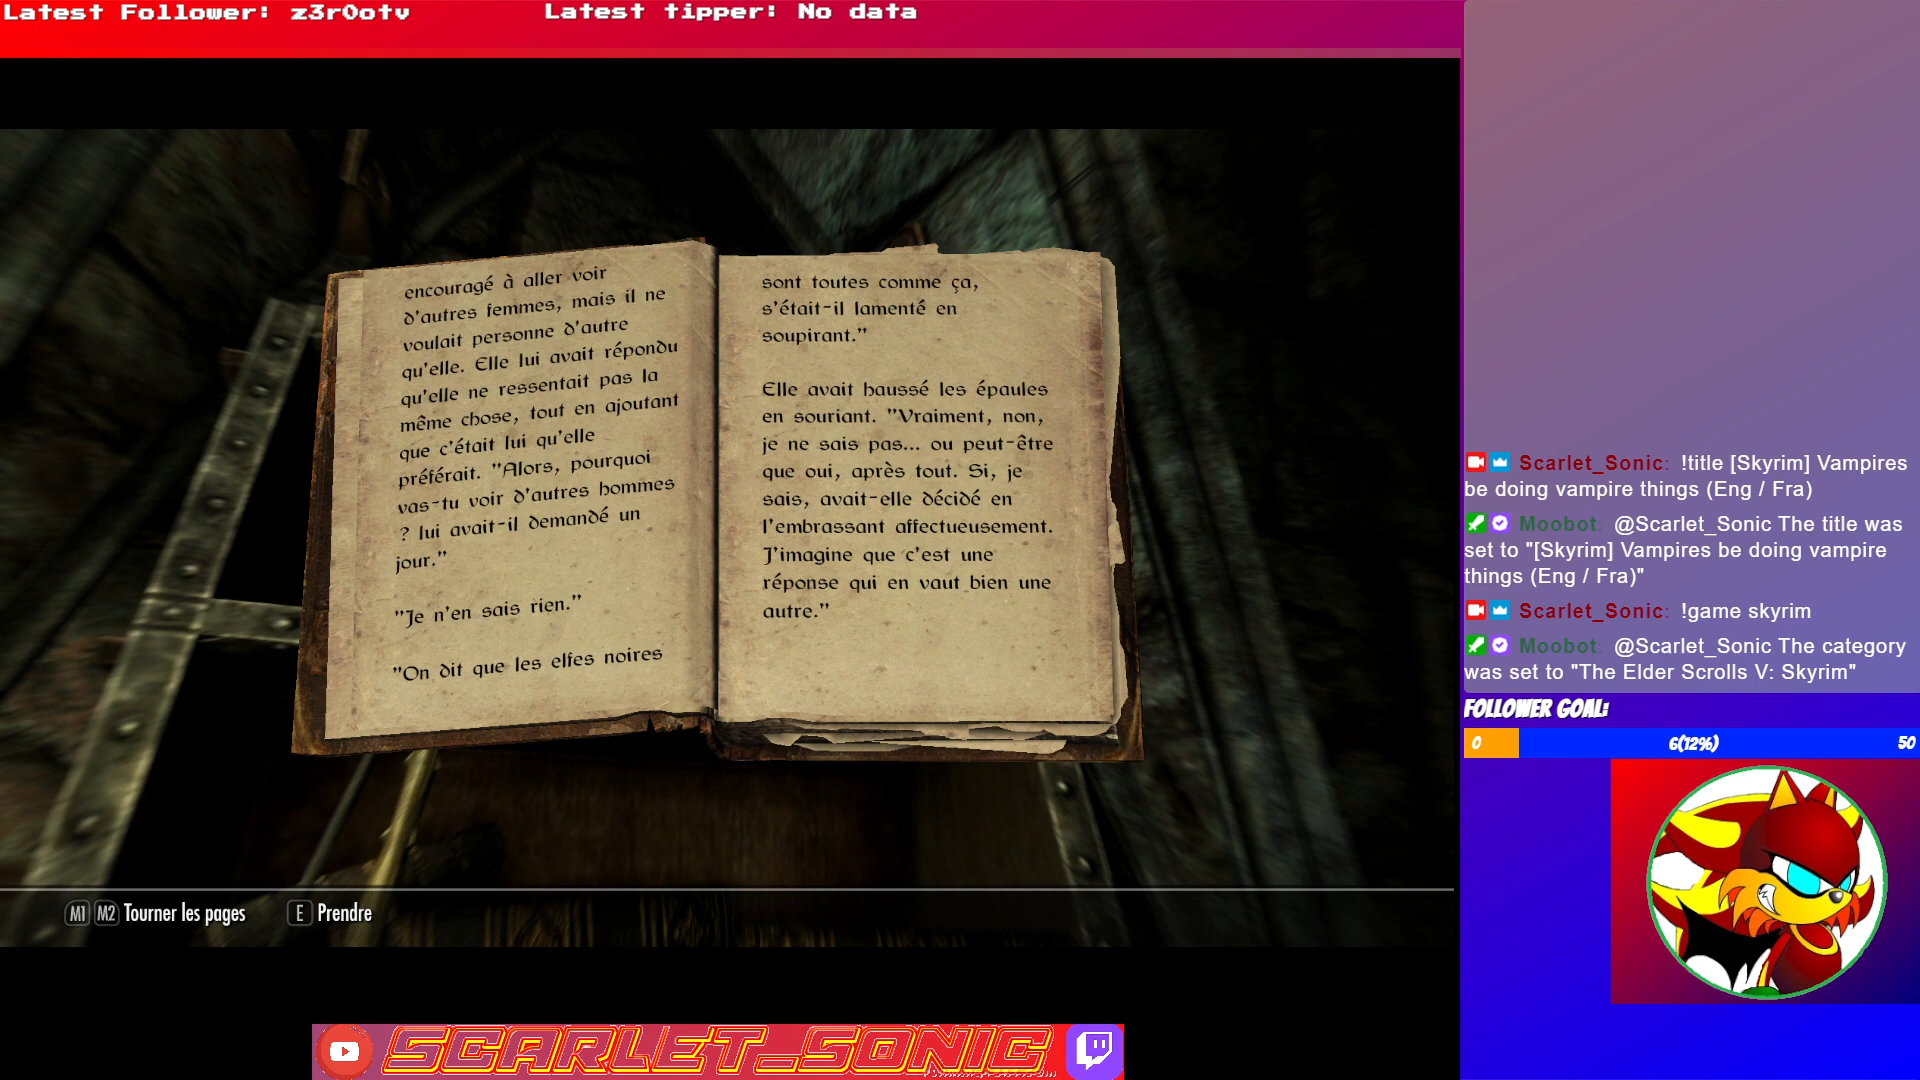 Latest Follower: z3r0otv
Latest tipper: No data
encouragé à aller voir
d'autres femmes, mais il ne
voulait personne d'autre
qu'elle. Elle lui avait répondu
qu'elle ne ressentait pas la
même chose, tout en ajoutant
que c'était lui qu'elle
préférait. "Alors, pourquoi
vas-tu voir d'autres hommes
? lui avait-il demandé un
jour."
"Je n'en sais rien."
"On dit que les elfes noires
sont toutes comme ça,
s'était-il lamenté en
soupirant."
Elle avait haussé les épaules
en souriant. "Vraiment, non,
je ne sais pas... ou peut-être
que oui, après tout. Si, je
sais, avait-elle décidé en
l'embrassant affectueusement.
J'imagine que c'est une
réponse qui en vaut bien une
autre."
M1 M2 Tourner les pages
E Prendre
SCARLET_SONIC
Scarlet_Sonic: !title [Skyrim] Vampires
be doing vampire things (Eng / Fra)
Moobot: @Scarlet_Sonic The title was
set to "[Skyrim] Vampires be doing vampire
things (Eng / Fra)"
Scarlet_Sonic: !game skyrim
Moobot: @Scarlet_Sonic The category
was set to "The Elder Scrolls V: Skyrim"
FOLLOWER GOAL:
0 6(12%) 50